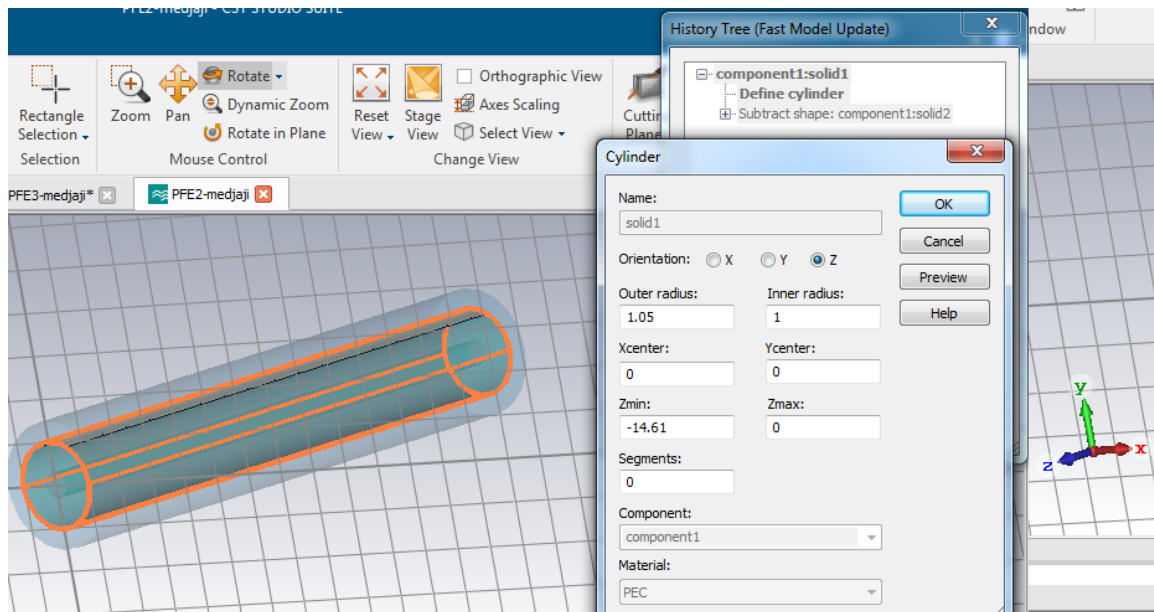 PFE2-medjaji - CST STUDIO SUITE
Rectangle
Selection
Zoom
Pan
Rotate
Dynamic Zoom
Rotate in Plane
Reset
View
Stage
View
Orthographic View
Axes Scaling
Select View
Selection
Mouse Control
Change View
PFE3-medjaji*
PFE2-medjaji
History Tree (Fast Model Update)
component1:solid1
Define cylinder
Subtract shape: component1:solid2
Cylinder
Name:
solid1
OK
Cancel
Preview
Help
Orientation: X Y Z
Outer radius: Inner radius:
1.05 1
Xcenter: Ycenter:
0 0
Zmin: Zmax:
-14.61 0
Segments:
0
Component:
component1
Material:
PEC
y
x
z